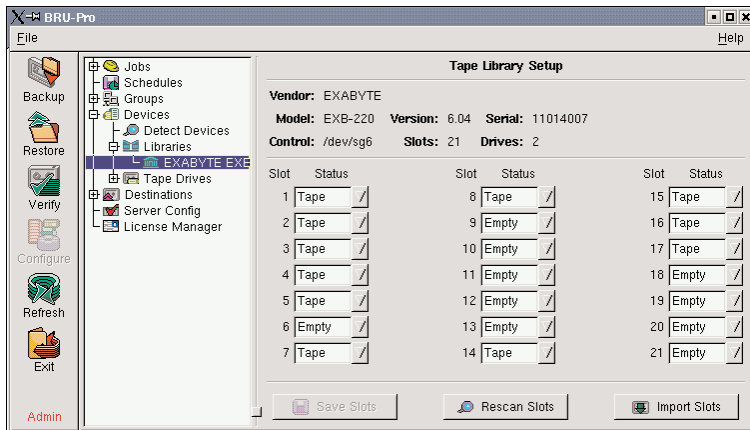 BRU-Pro
File Help
Backup
Restore
Verify
Configure
Refresh
Exit
Admin
Jobs
Schedules
Groups
Devices
Detect Devices
Libraries
EXABYTE EXB
Tape Drives
Destinations
Server Config
License Manager
Tape Library Setup
Vendor: EXABYTE
Model: EXB-220 Version: 6.04 Serial: 11014007
Control: /dev/sg6 Slots: 21 Drives: 2
Slot Status Slot Status Slot Status
1 Tape 8 Tape 15 Tape
2 Tape 9 Empty 16 Tape
3 Tape 10 Empty 17 Tape
4 Tape 11 Empty 18 Empty
5 Tape 12 Empty 19 Empty
6 Empty 13 Empty 20 Empty
7 Tape 14 Tape 21 Empty
Save Slots Rescan Slots Import Slots